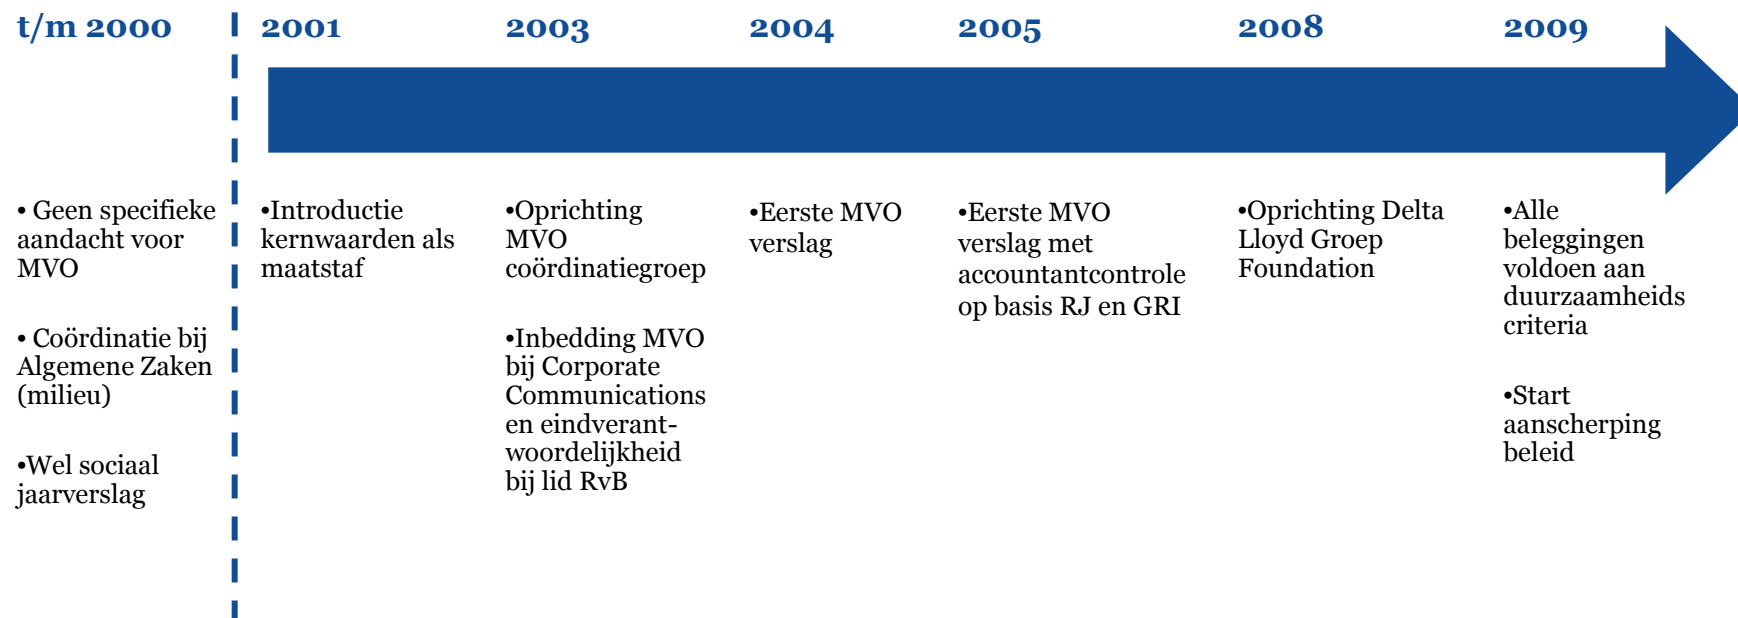 t/m 2000
2001
2003
2004
2005
2008
2009
• Geen specifieke
aandacht voor
MVO
• Coördinatie bij
Algemene Zaken
(milieu)
•Wel sociaal
jaarverslag
•Introductie
kernwaarden als
maatstaf
•Oprichting
MVO
coördinatiegroep
•Inbedding MVO
bij Corporate
Communications
en eindverant-
woordelijkheid
bij lid RvB
•Eerste MVO
verslag
•Eerste MVO
verslag met
accountantcontrole
op basis RJ en GRI
•Oprichting Delta
Lloyd Groep
Foundation
•Alle
beleggingen
voldoen aan
duurzaamheids
criteria
•Start
aanscherping
beleid